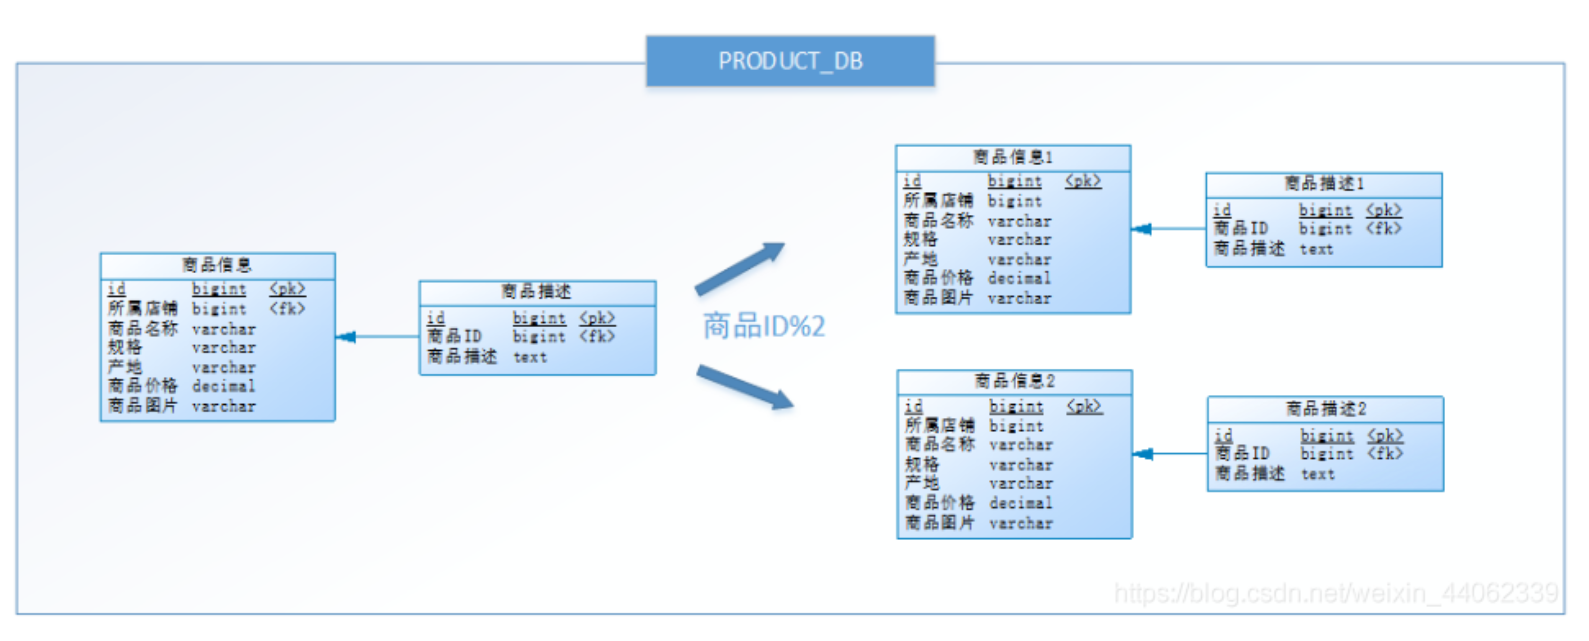 PRODUCT_DB
商品信息
id bigint <pk>
所属店铺 bigint <fk>
商品名称 varchar
规格 varchar
产地 varchar
商品价格 decimal
商品图片 varchar
商品描述
id bigint <pk>
商品ID bigint <fk>
商品描述 text
商品ID%2
商品信息1
id bigint <pk>
所属店铺 bigint
商品名称 varchar
规格 varchar
产地 varchar
商品价格 decimal
商品图片 varchar
商品描述1
id bigint <pk>
商品ID bigint <fk>
商品描述 text
商品信息2
id bigint <pk>
所属店铺 bigint
商品名称 varchar
规格 varchar
产地 varchar
商品价格 decimal
商品图片 varchar
商品描述2
id bigint <pk>
商品ID bigint <fk>
商品描述 text
https://blog.csdn.net/weixin_44062339